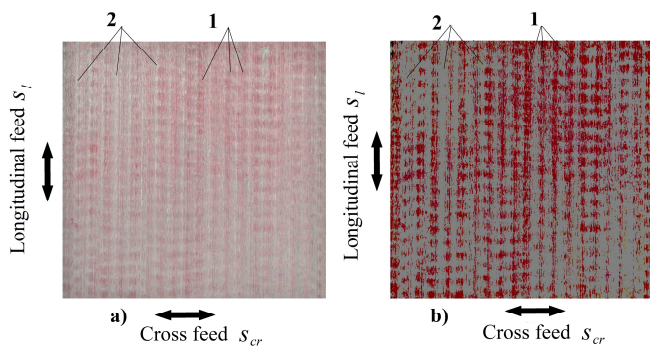 2 1
Longitudinal feed s_l
a)
Cross feed s_cr
2 1
Longitudinal feed s_l
b)
Cross feed s_cr